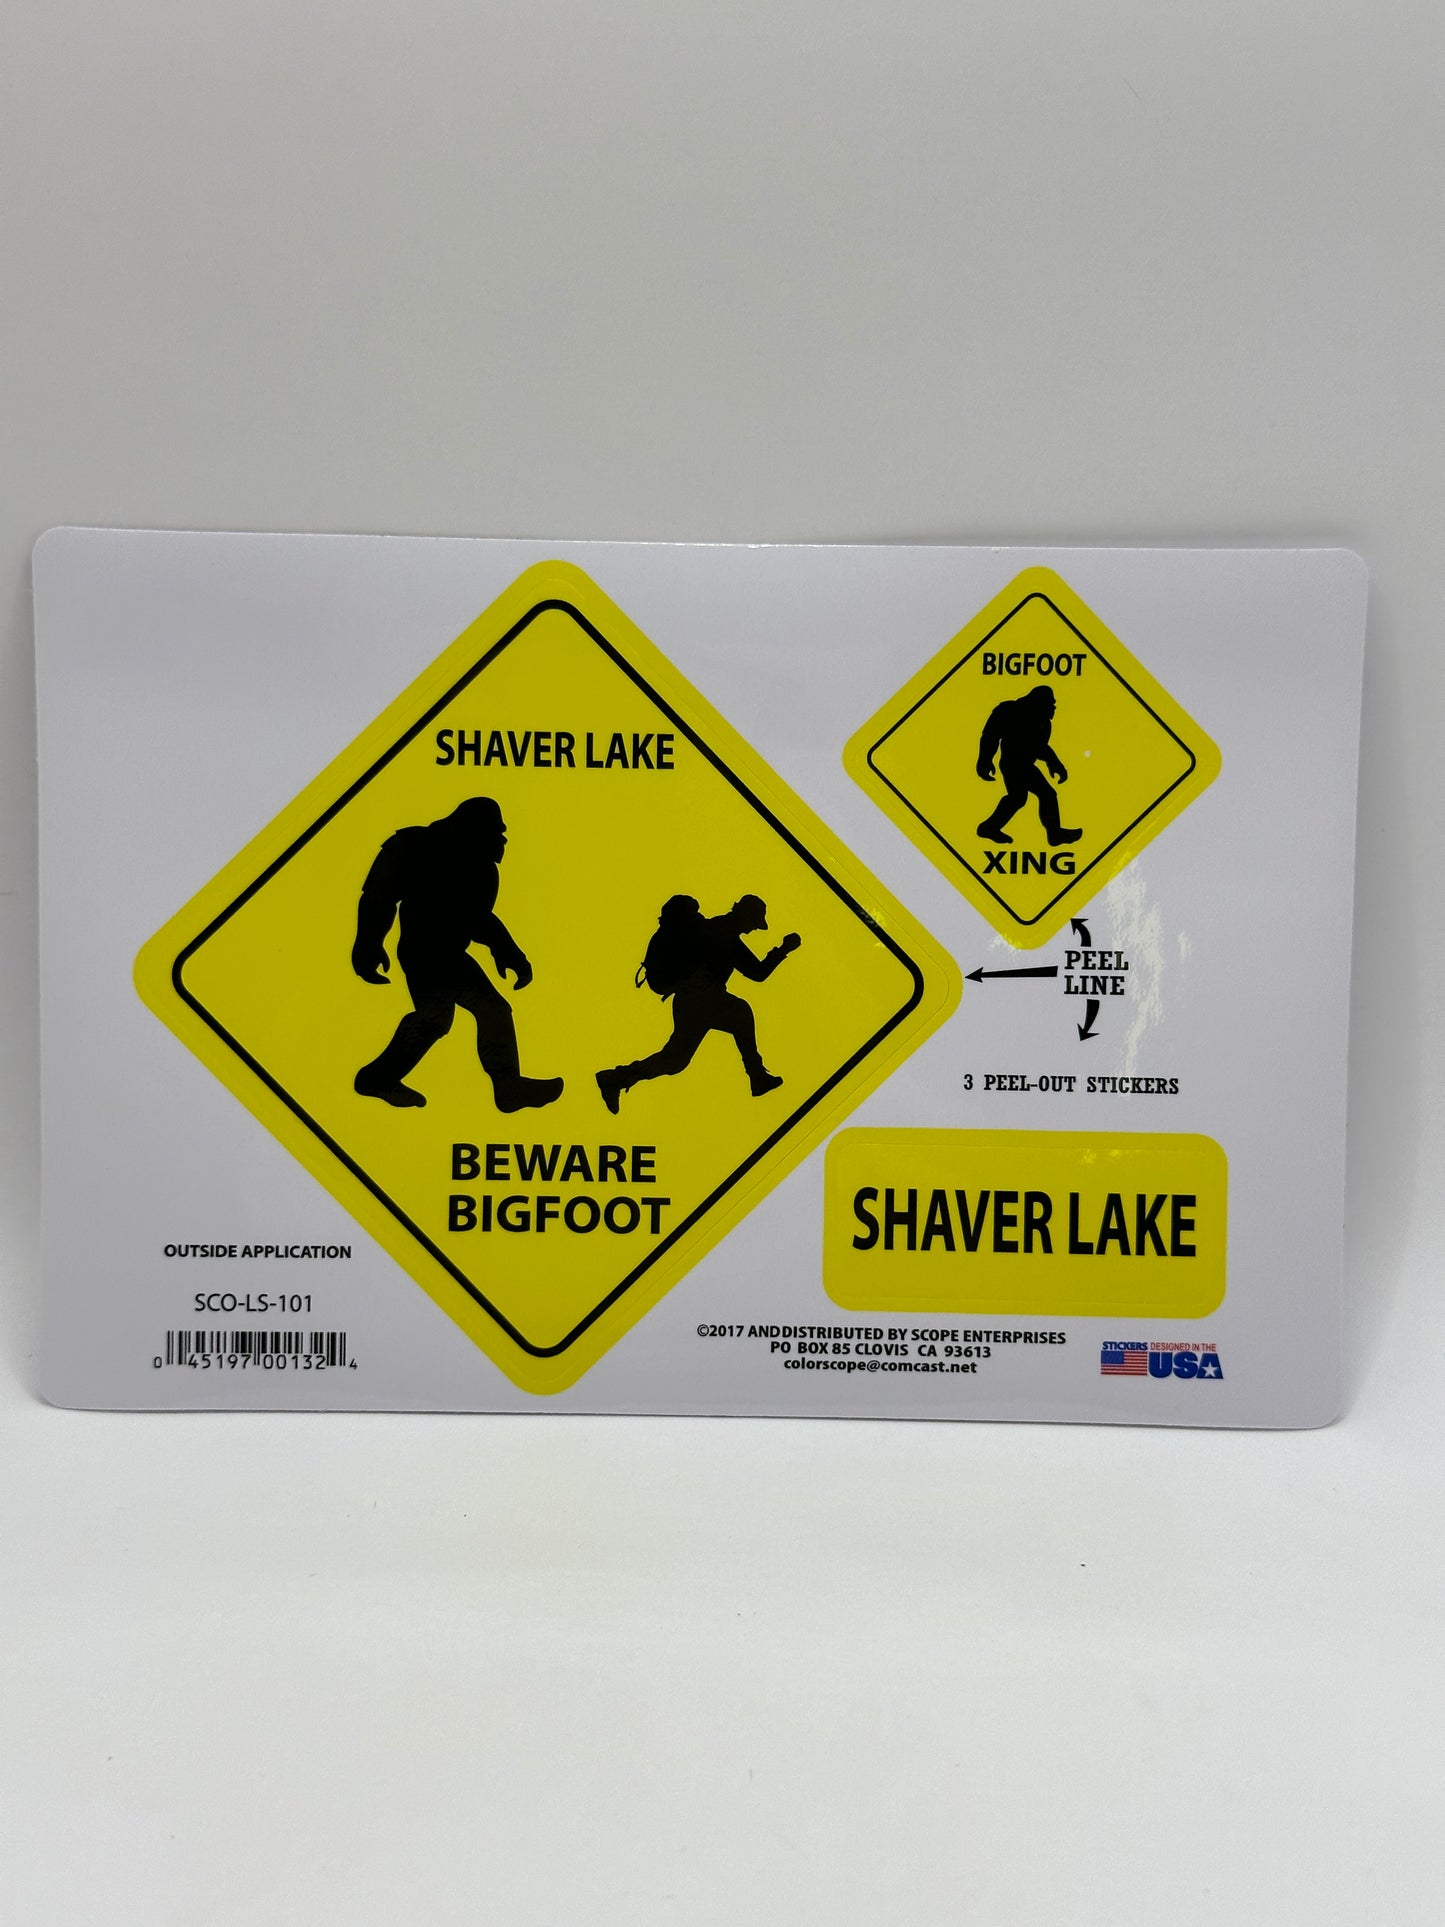 SHAVER LAKE
BEWARE
BIGFOOT
BIGFOOT
XING
PEEL
LINE
3 PEEL-OUT STICKERS
SHAVER LAKE
OUTSIDE APPLICATION
SCO-LS-101
0 45197 00132 4
©2017 AND DISTRIBUTED BY SCOPE ENTERPRISES
PO BOX 85 CLOVIS CA 93613
colorscope@comcast.net
STICKERS DESIGNED IN THE
USA